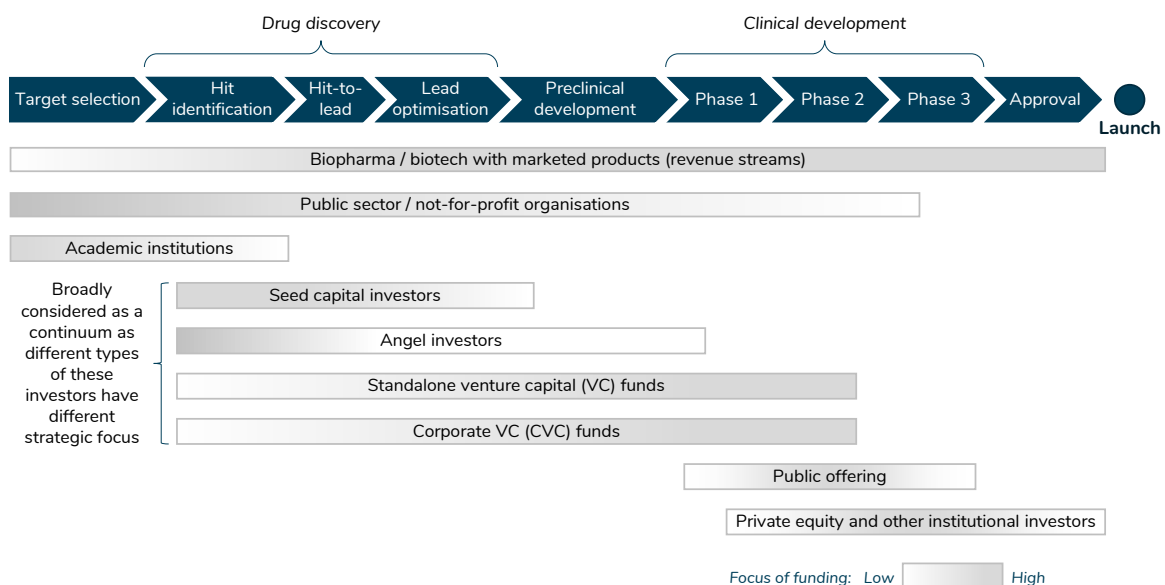 Drug discovery
Clinical development
Target selection
Hit
identification
Hit-to-
lead
Lead
optimisation
Preclinical
development
Phase 1
Phase 2
Phase 3
Approval
Launch
Biopharma / biotech with marketed products (revenue streams)
Public sector / not-for-profit organisations
Academic institutions
Broadly
considered as a
continuum as
different types
of these
investors have
different
strategic focus
Seed capital investors
Angel investors
Standalone venture capital (VC) funds
Corporate VC (CVC) funds
Public offering
Private equity and other institutional investors
Focus of funding: Low
High